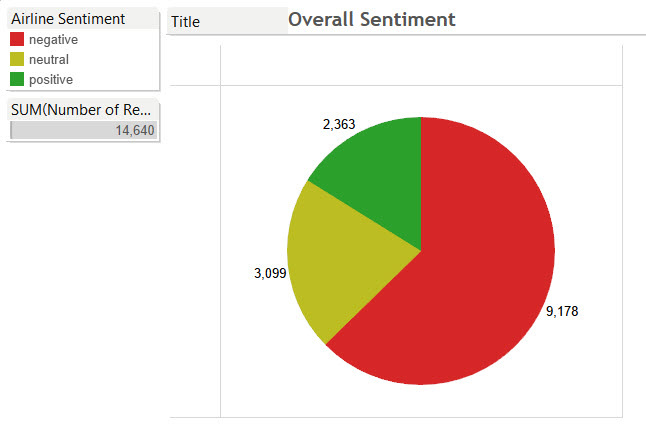 Airline Sentiment
negative
neutral
positive
SUM(Number of Re...
14,640
Title
Overall Sentiment
2,363
3,099
9,178